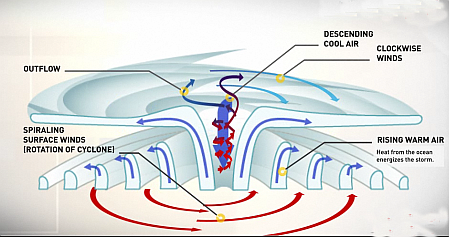 DESCENDING
COOL AIR
CLOCKWISE
WINDS
OUTFLOW
SPIRALING
SURFACE WINDS
(ROTATION OF CYCLONE)
RISING WARM AIR
Heat from the ocean
energizes the storm.